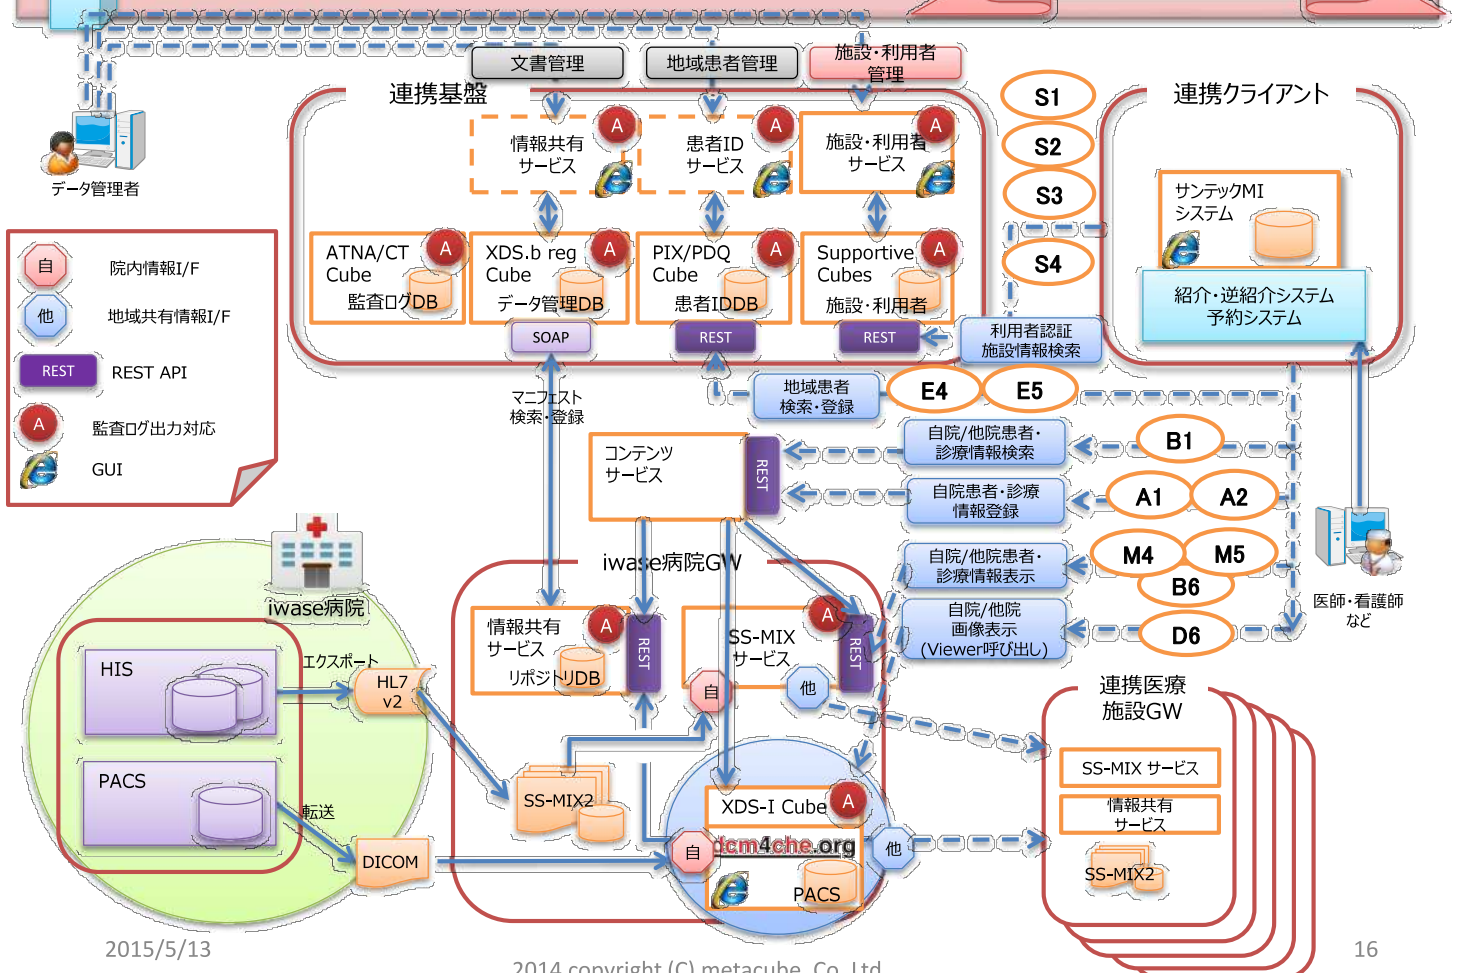 文書管理
地域患者管理
施設・利用者
管理
連携基盤
連携クライアント
S1
S2
S3
S4
情報共有
サービス
A
患者ID
サービス
A
施設・利用者
サービス
A
データ管理者
サンテックMI
システム
紹介・逆紹介システム
予約システム
ATNA/CT
Cube
監査ログDB
A
XDS.b reg
Cube
データ管理DB
A
PIX/PDQ
Cube
患者IDDB
A
Supportive
Cubes
施設・利用者
A
SOAP
REST
REST
利用者認証
施設情報検索
自
院内情報I/F
他
地域共有情報I/F
REST
REST API
A
監査ログ出力対応
GUI
マニフェスト
検索・登録
地域患者
検索・登録
E4
E5
コンテンツ
サービス
REST
自院/他院患者・
診療情報検索
B1
自院患者・診療
情報登録
A1
A2
自院/他院患者・
診療情報表示
M4
M5
B6
自院/他院
画像表示
(Viewer呼び出し)
D6
医師・看護師
など
iwase病院
iwase病院GW
HIS
エクスポート
HL7
v2
PACS
転送
DICOM
情報共有
サービス
リポジトリDB
A
REST
SS-MIX
サービス
A
REST
自
他
SS-MIX2
XDS-I Cube
A
自
dcm4che.org
他
PACS
連携医療
施設GW
SS-MIX サービス
情報共有
サービス
SS-MIX2
2015/5/13
2014 copyright (C) metacube. Co. Ltd
16